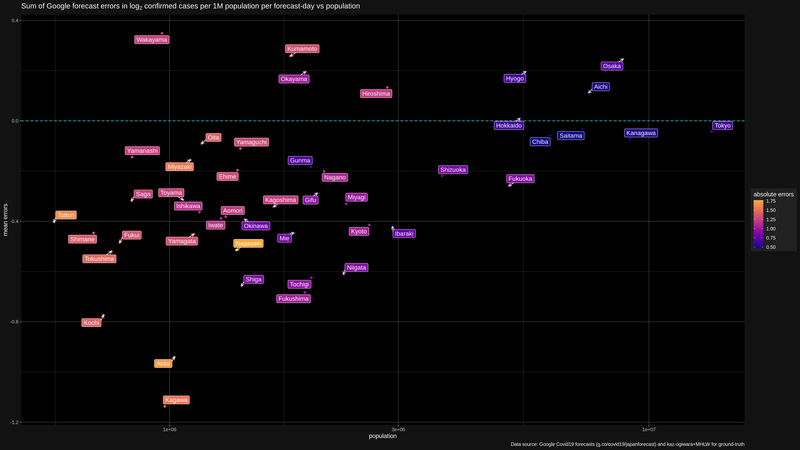 Sum of Google forecast errors in log₂ confirmed cases per 1M population per forecast-day vs population
0.4
Wakayama
Kumamoto
Osaka
Okayama
Hyogo
Aichi
Hiroshima
0.0
Hokkaido
Tokyo
Oita
Saitama
Kanagawa
Yamaguchi
Chiba
Yamanashi
Gunma
Miyazaki
Shizuoka
Ehime
Nagano
Fukuoka
absolute errors
Saga
Toyama
Kagoshima
Gifu
Miyagi
1.75
Ishikawa
1.50
Aomori
1.25
Tottori
1.00
mean errors
-0.4
Iwate
Okinawa
0.75
Kyoto
Ibaraki
0.50
Shimane
Fukui
Yamagata
Mie
Nagasaki
Tokushima
Niigata
Shiga
Tochigi
Fukushima
-0.8
Kochi
Akita
Kagawa
-1.2
1e+06
3e+06
1e+07
population
Data source: Google Covid19 forecasts (g.co/covid19/japanforecast) and kaz-ogiwara+MHLW for ground-truth